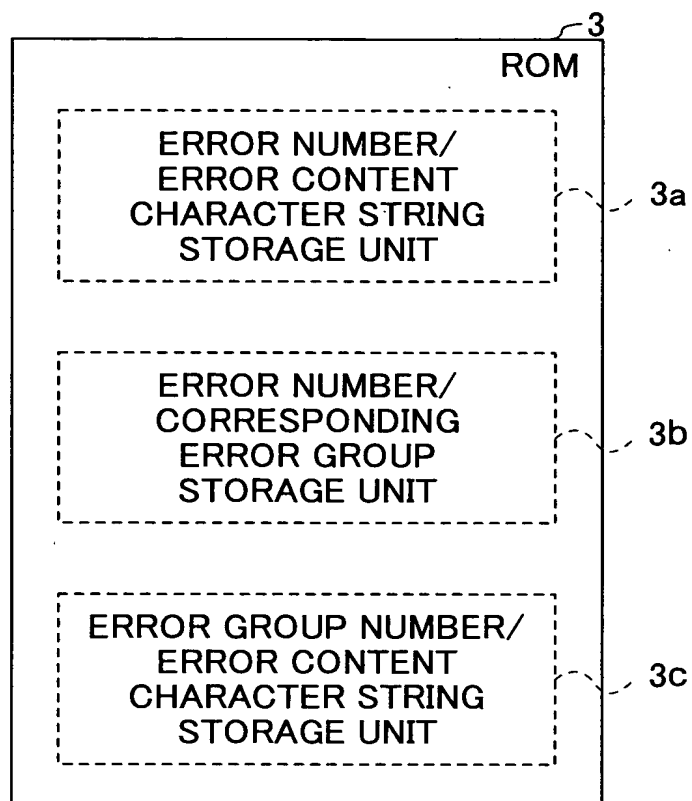 3
ROM
ERROR NUMBER/
ERROR CONTENT
CHARACTER STRING
STORAGE UNIT
3a
ERROR NUMBER/
CORRESPONDING
ERROR GROUP
STORAGE UNIT
3b
ERROR GROUP NUMBER/
ERROR CONTENT
CHARACTER STRING
STORAGE UNIT
3c